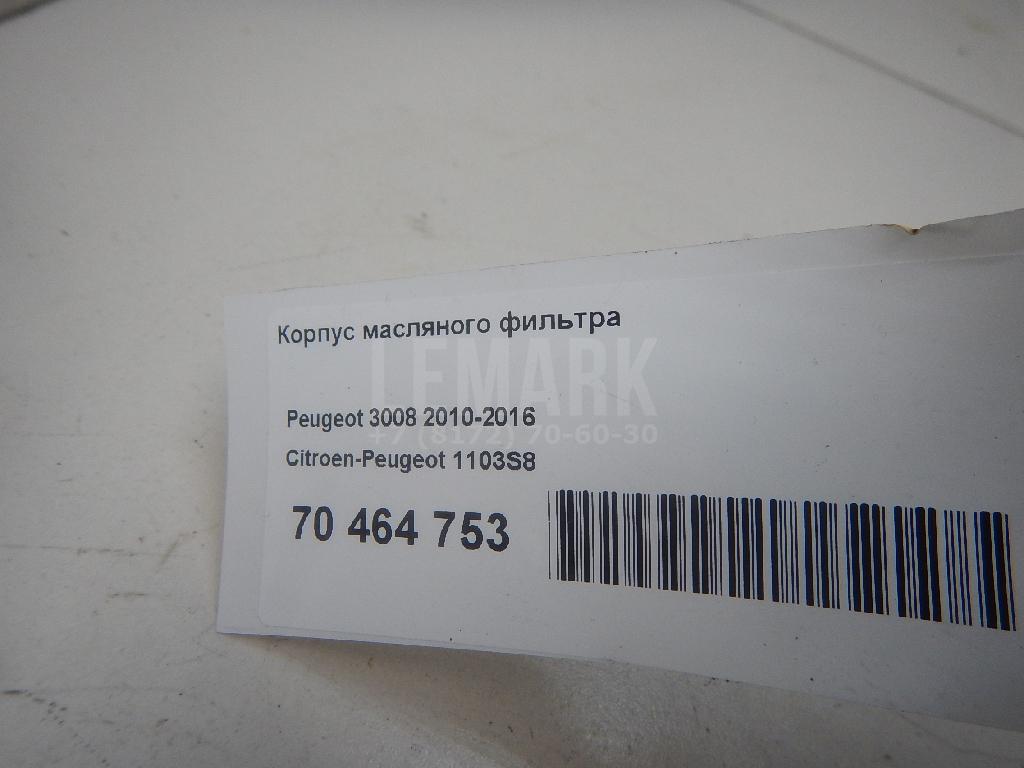 Корпус масляного фильтра
LEMARK
Peugeot 3008 2010-2016
+7 (8172) 70-60-30
Citroen-Peugeot 1103S8
70 464 753